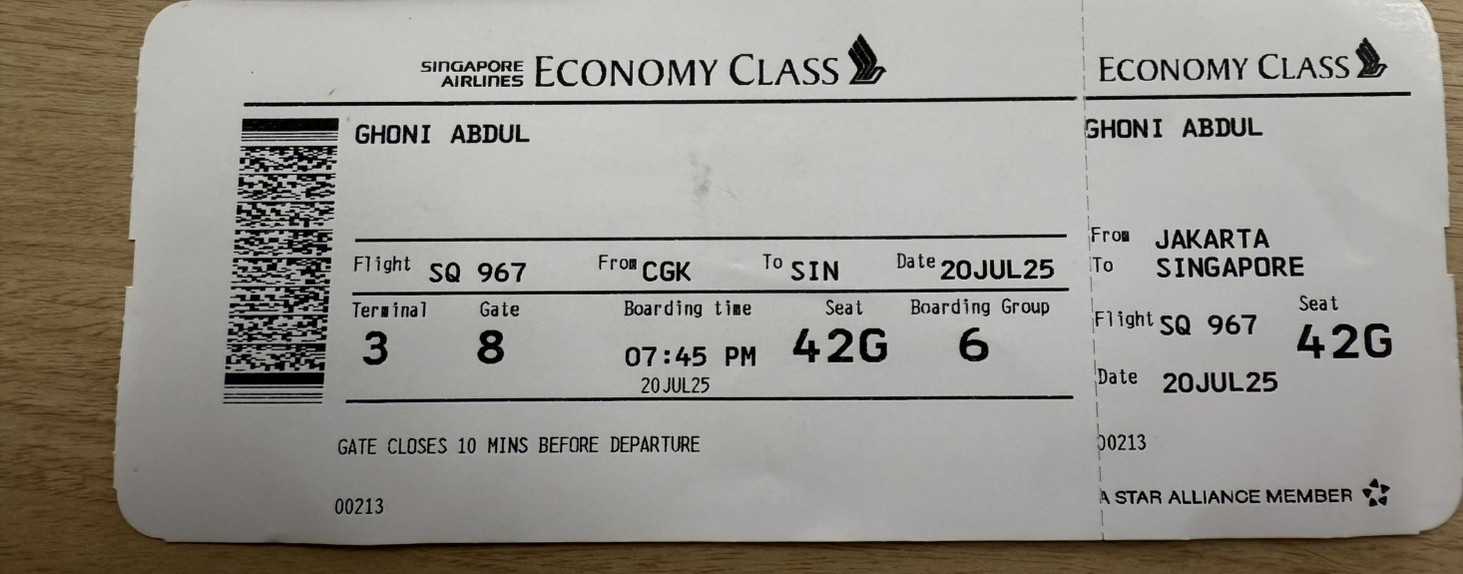 SINGAPORE AIRLINES ECONOMY CLASS
GHONI ABDUL
Flight SQ 967 From CGK To SIN Date 20JUL25
Terminal Gate Boarding time Seat Boarding Group
3 8 07:45 PM 42G 6
20JUL25
GATE CLOSES 10 MINS BEFORE DEPARTURE
00213
ECONOMY CLASS
GHONI ABDUL
From JAKARTA
To SINGAPORE
Flight SQ 967 Seat 42G
Date 20JUL25
00213
A STAR ALLIANCE MEMBER